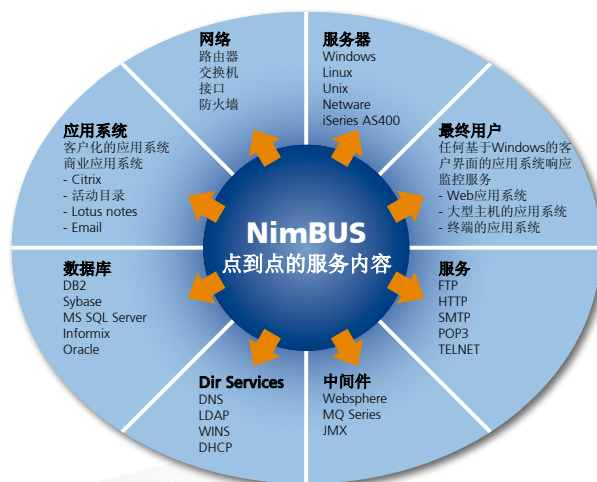 网络
路由器
交换机
接口
防火墙
服务器
Windows
Linux
Unix
Netware
iSeries AS400
应用系统
客户化的应用系统
商业应用系统
- Citrix
- 活动目录
- Lotus notes
- Email
最终用户
任何基于Windows的客
户界面的应用系统响应
监控服务
- Web应用系统
- 大型主机的应用系统
- 终端的应用系统
NimBUS
点到点的服务内容
数据库
DB2
Sybase
MS SQL Server
Informix
Oracle
服务
FTP
HTTP
SMTP
POP3
TELNET
Dir Services
DNS
LDAP
WINS
DHCP
中间件
Websphere
MQ Series
JMX